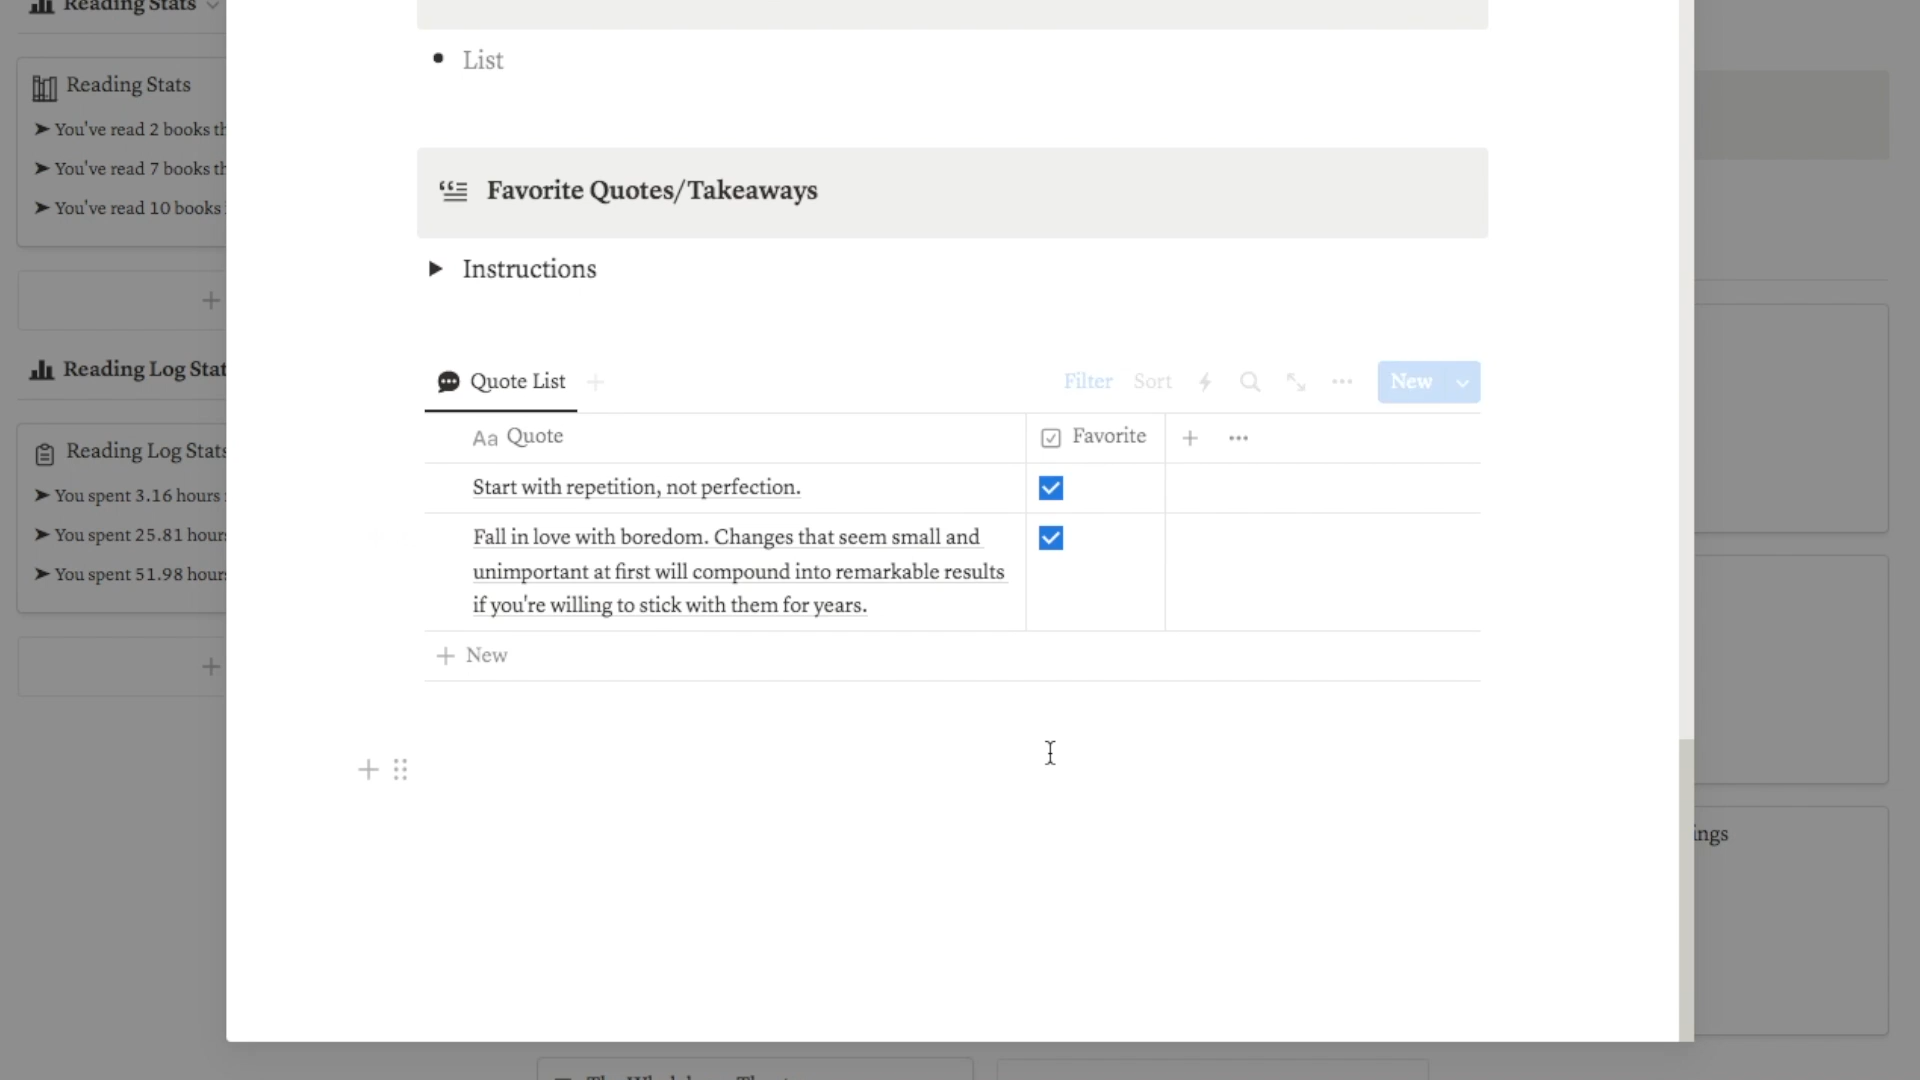 Reading Stats
Reading Stats
➤ You've read 2 books th
➤ You've read 7 books th
➤ You've read 10 books
Reading Log Stat
Reading Log Stats
➤ You spent 3.16 hours
➤ You spent 25.81 hour
➤ You spent 51.98 hour
• List
Favorite Quotes/Takeaways
Instructions
Quote List
Filter Sort New
Aa Quote Favorite
Start with repetition, not perfection.
Fall in love with boredom. Changes that seem small and
unimportant at first will compound into remarkable results
if you're willing to stick with them for years.
+ New
ings